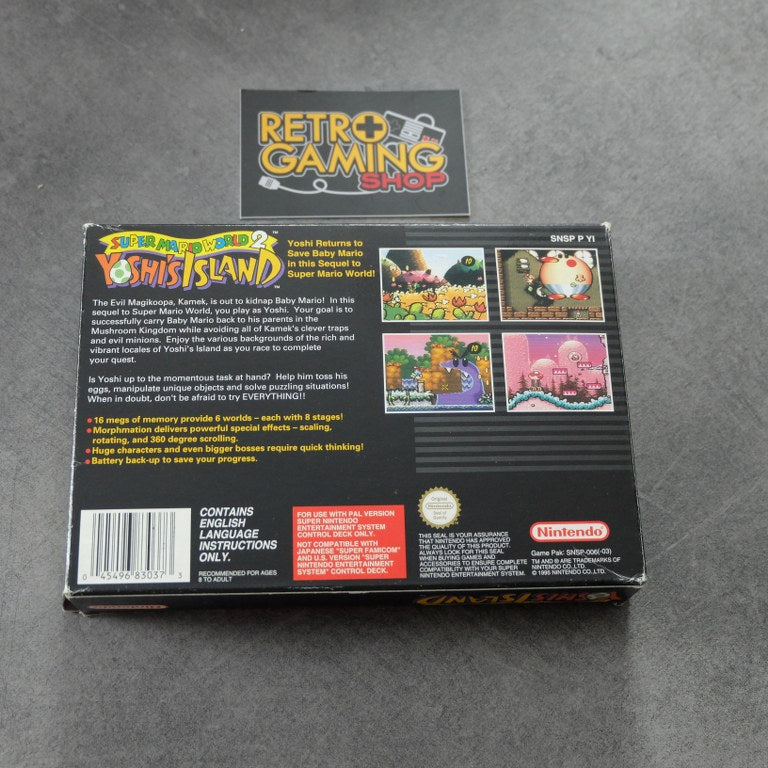 RETRO
GAMING
SHOP
SUPER MARIO WORLD 2 ™
YOSHI'S ISLAND ™
Yoshi Returns to
Save Baby Mario
in this Sequel to
Super Mario World!
SNSP P YI
The Evil Magikoopa, Kamek, is out to kidnap Baby Mario! In this
sequel to Super Mario World, you play as Yoshi. Your goal is to
successfully carry Baby Mario back to his parents in the
Mushroom Kingdom while avoiding all of Kamek's clever traps
and evil minions. Enjoy the various backgrounds of the rich and
vibrant locales of Yoshi's Island as you race to complete
your quest.
Is Yoshi up to the momentous task at hand? Help him toss his
eggs, manipulate unique objects and solve puzzling situations!
When in doubt, don't be afraid to try EVERYTHING!!
• 16 megs of memory provide 6 worlds – each with 8 stages!
• Morphmation delivers powerful special effects – scaling,
rotating, and 360 degree scrolling.
• Huge characters and even bigger bosses require quick thinking!
• Battery back-up to save your progress.
0 45496 83037 3
CONTAINS
ENGLISH
LANGUAGE
INSTRUCTIONS
ONLY.
RECOMMENDED FOR AGES
6 TO ADULT
FOR USE WITH PAL VERSION
SUPER NINTENDO
ENTERTAINMENT SYSTEM
CONTROL DECK ONLY.
NOT COMPATIBLE WITH
JAPANESE "SUPER FAMICOM"
AND U.S. VERSION "SUPER
NINTENDO ENTERTAINMENT
SYSTEM" CONTROL DECK.
Original
Nintendo
Seal of
Quality
THIS SEAL IS YOUR ASSURANCE
THAT NINTENDO HAS APPROVED
THE QUALITY OF THIS PRODUCT.
ALWAYS LOOK FOR THIS SEAL
WHEN BUYING GAMES AND
ACCESSORIES TO ENSURE COMPLETE
COMPATIBILITY WITH YOUR SUPER
NINTENDO ENTERTAINMENT SYSTEM.
Nintendo
Game Pak: SNSP-006(-03)
TM AND ® ARE TRADEMARKS OF
NINTENDO CO.,LTD.
© 1995 NINTENDO CO.,LTD.
Nintendo
YOSHI'S ISLAND